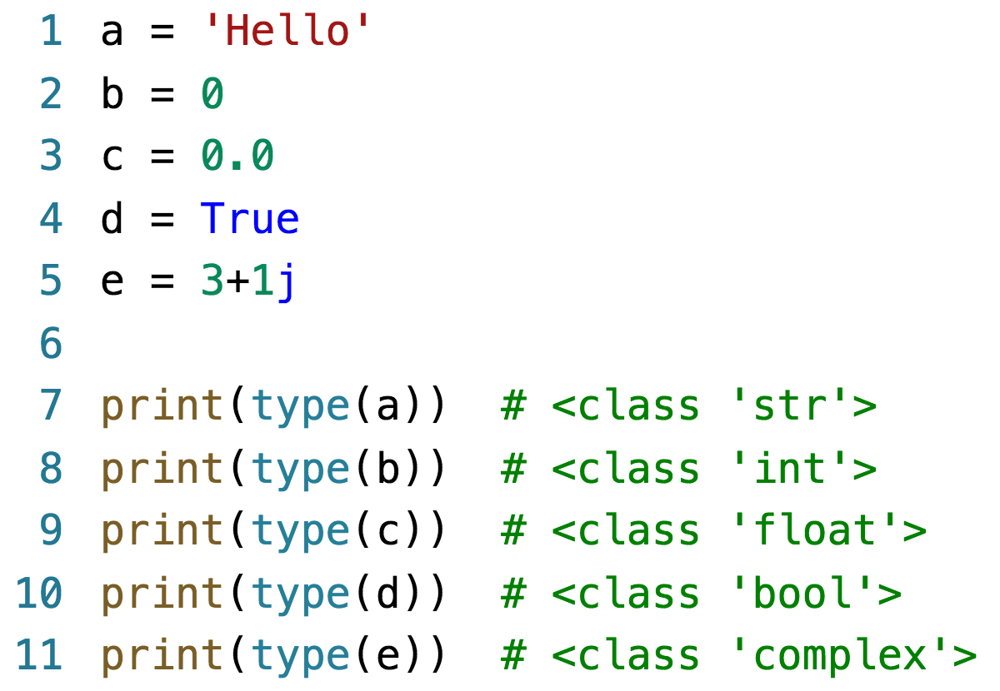 1 a = 'Hello'
2 b = 0
3 c = 0.0
4 d = True
5 e = 3+1j
6
7 print(type(a))  # <class 'str'>
8 print(type(b))  # <class 'int'>
9 print(type(c))  # <class 'float'>
10 print(type(d))  # <class 'bool'>
11 print(type(e))  # <class 'complex'>